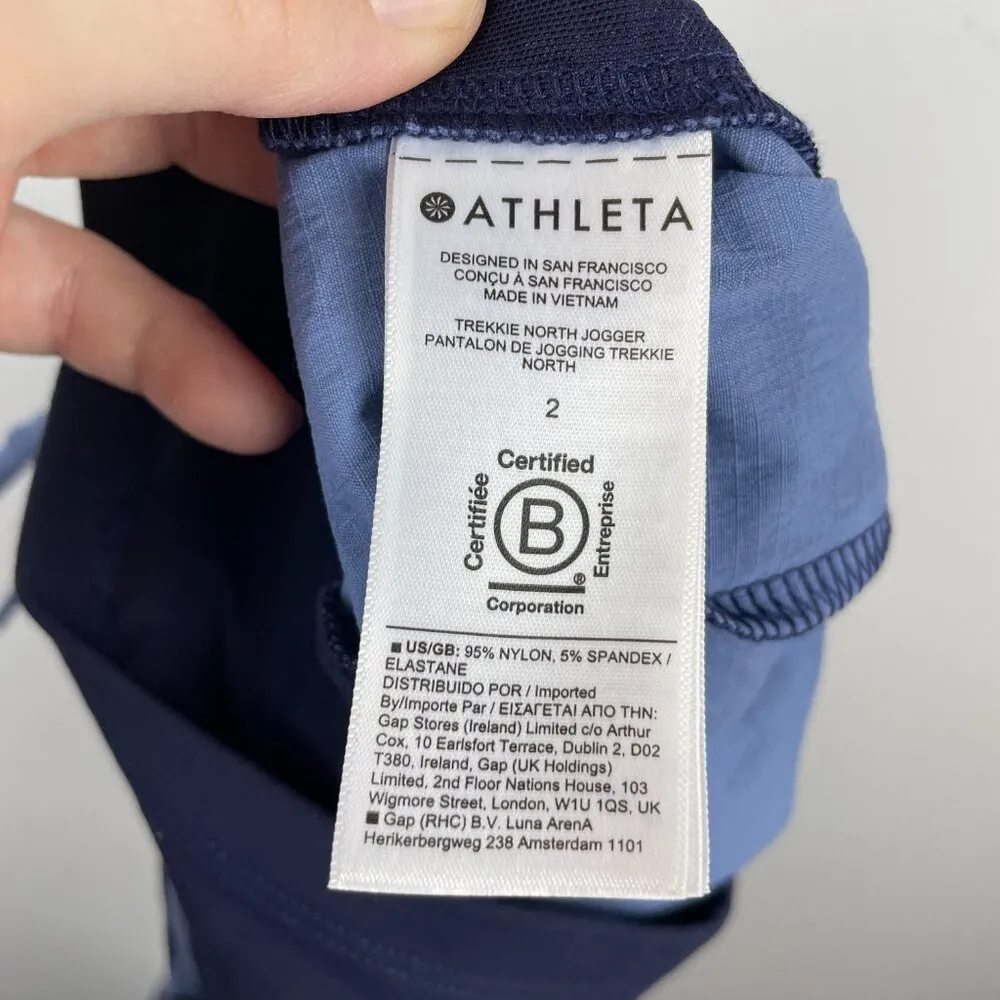 ATHLETA
DESIGNED IN SAN FRANCISCO
CONÇU À SAN FRANCISCO
MADE IN VIETNAM
TREKKIE NORTH JOGGER
PANTALON DE JOGGING TREKKIE
NORTH
2
Certified
Certifiée
B
Entreprise
®
Corporation
■ US/GB: 95% NYLON, 5% SPANDEX /
ELASTANE
DISTRIBUIDO POR / Imported
By/Importe Par / ΕΙΣΑΓΕΤΑΙ ΑΠΟ ΤΗΝ:
Gap Stores (Ireland) Limited c/o Arthur
Cox, 10 Earlsfort Terrace, Dublin 2, D02
T380, Ireland, Gap (UK Holdings)
Limited, 2nd Floor Nations House, 103
Wigmore Street, London, W1U 1QS, UK
■ Gap (RHC) B.V. Luna ArenA
Herikerbergweg 238 Amsterdam 1101